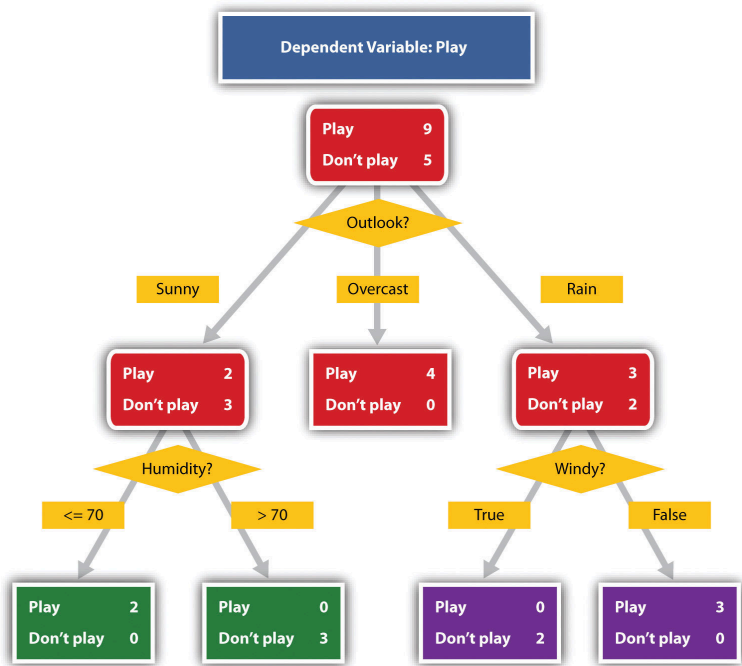 Dependent Variable: Play
Play 9
Don't play 5
Outlook?
Sunny
Overcast
Rain
Play 2
Don't play 3
Play 4
Don't play 0
Play 3
Don't play 2
Humidity?
Windy?
<= 70
> 70
True
False
Play 2
Don't play 0
Play 0
Don't play 3
Play 0
Don't play 2
Play 3
Don't play 0